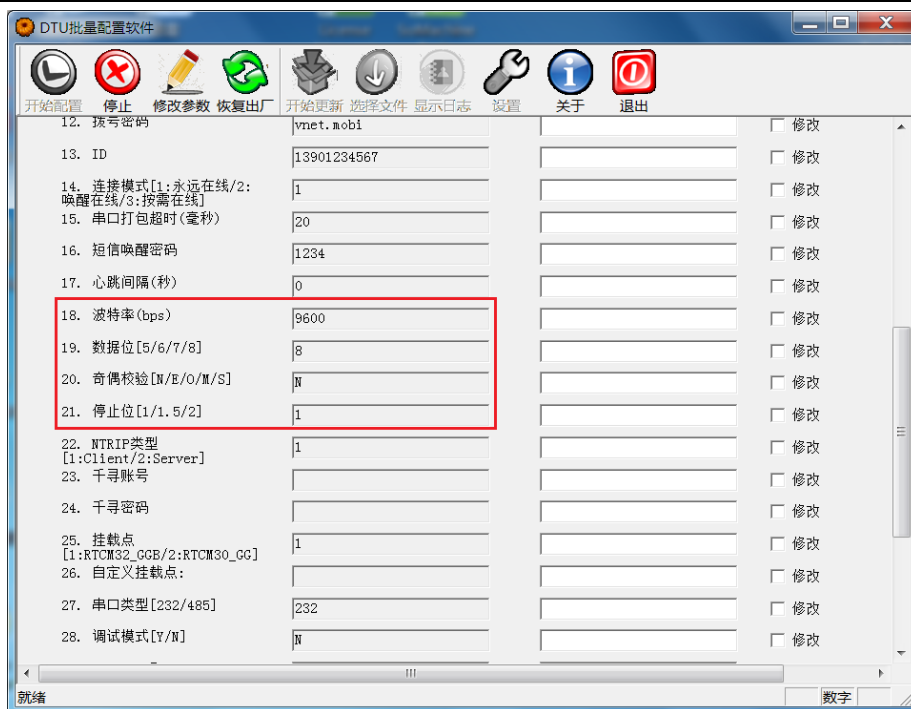 DTU批量配置软件
开始配置 停止 修改参数 恢复出厂 开始更新 选择文件 显示日志 设置 关于 退出
12. 拨号密码 vnet.mobi 修改
13. ID 13901234567 修改
14. 连接模式[1:永远在线/2:
唤醒在线/3:按需在线] 1 修改
15. 串口打包超时(毫秒) 20 修改
16. 短信唤醒密码 1234 修改
17. 心跳间隔(秒) 0 修改
18. 波特率(bps) 9600 修改
19. 数据位[5/6/7/8] 8 修改
20. 奇偶校验[N/E/O/M/S] N 修改
21. 停止位[1/1.5/2] 1 修改
22. NTRIP类型
[1:Client/2:Server] 1 修改
23. 千寻账号 修改
24. 千寻密码 修改
25. 挂载点
[1:RTCM32_GGB/2:RTCM30_GG] 1 修改
26. 自定义挂载点: 修改
27. 串口类型[232/485] 232 修改
28. 调试模式[Y/N] N 修改
就绪 数字